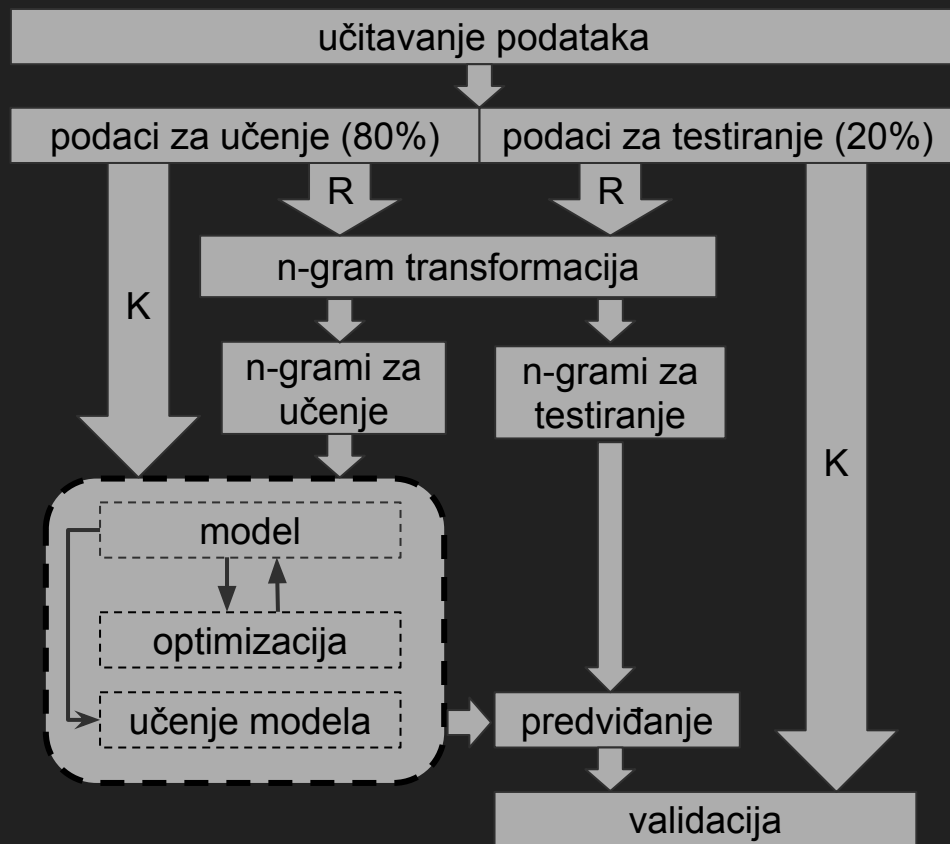 učitavanje podataka
podaci za učenje (80%)
podaci za testiranje (20%)
R
R
n-gram transformacija
K
n-grami za
učenje
n-grami za
testiranje
K
model
optimizacija
učenje modela
predviđanje
validacija